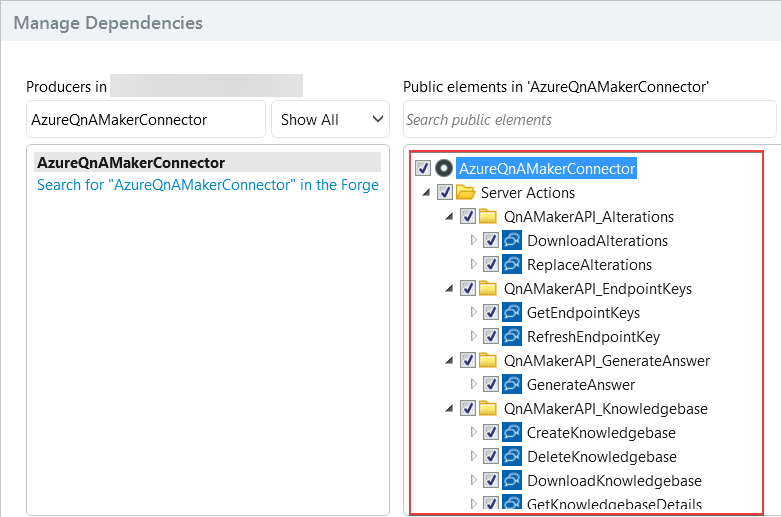 Manage Dependencies
Producers in
AzureQnAMakerConnector
Show All
AzureQnAMakerConnector
Search for "AzureQnAMakerConnector" in the Forge
Public elements in 'AzureQnAMakerConnector'
Search public elements
AzureQnAMakerConnector
Server Actions
QnAMakerAPI_Alterations
DownloadAlterations
ReplaceAlterations
QnAMakerAPI_EndpointKeys
GetEndpointKeys
RefreshEndpointKey
QnAMakerAPI_GenerateAnswer
GenerateAnswer
QnAMakerAPI_Knowledgebase
CreateKnowledgebase
DeleteKnowledgebase
DownloadKnowledgebase
GetKnowledgebaseDetails